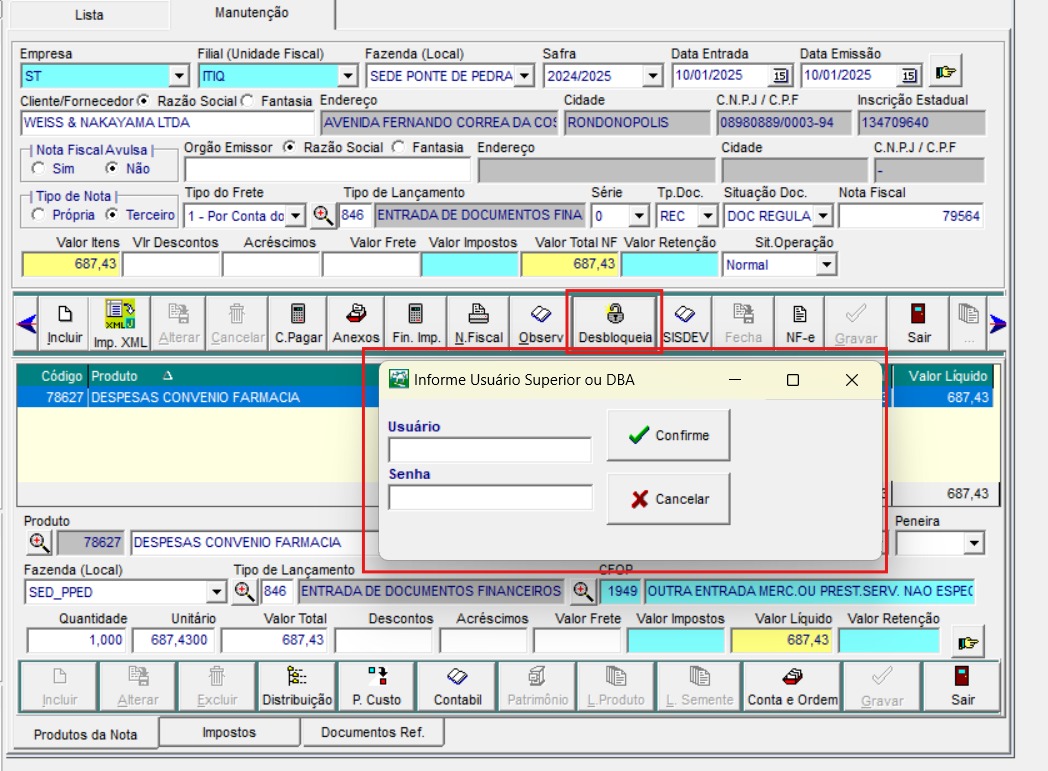 Lista Manutenção
Empresa Filial (Unidade Fiscal) Fazenda (Local) Safra Data Entrada Data Emissão
ST ITIQ SEDE PONTE DE PEDRA 2024/2025 10/01/2025 15 10/01/2025 15
Cliente/Fornecedor Razão Social Fantasia Endereço Cidade C.N.P.J / C.P.F Inscrição Estadual
WEISS & NAKAYAMA LTDA AVENIDA FERNANDO CORREA DA COS RONDONOPOLIS 08980889/0003-94 134709640
| Nota Fiscal Avulsa | Orgão Emissor Razão Social Fantasia Endereço Cidade C.N.P.J / C.P.F
Sim Não -
| Tipo de Nota | Tipo do Frete Tipo de Lançamento Série Tp.Doc. Situação Doc. Nota Fiscal
Própria Terceiro 1 - Por Conta do 846 ENTRADA DE DOCUMENTOS FINA 0 REC DOC REGULA 79564
Valor Itens Vlr Descontos Acréscimos Valor Frete Valor Impostos Valor Total NF Valor Retenção Sit.Operação
687,43 687,43 Normal
Incluir Imp. XML Alterar Cancelar C.Pagar Anexos Fin. Imp. N.Fiscal Observ Desbloqueia SISDEV Fecha NF-e Gravar Sair ...
Código Produto Valor Líquido
78627 DESPESAS CONVENIO FARMACIA 687,43
Informe Usuário Superior ou DBA
Usuário
Confirme
Senha
Cancelar
687,43
Produto Peneira
78627 DESPESAS CONVENIO FARMACIA
Fazenda (Local) Tipo de Lançamento CFOP
SED_PPED 846 ENTRADA DE DOCUMENTOS FINANCEIROS 1949 OUTRA ENTRADA MERC.OU PREST.SERV. NAO ESPEC
Quantidade Unitário Valor Total Descontos Acréscimos Valor Frete Valor Impostos Valor Líquido Valor Retenção
1,000 687,4300 687,43 687,43
Incluir Alterar Excluir Distribuição P. Custo Contabil Patrimônio L.Produto L. Semente Conta e Ordem Gravar Sair
Produtos da Nota Impostos Documentos Ref.